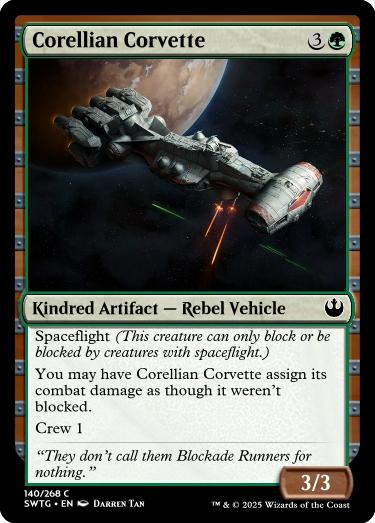 Corellian Corvette 3
Kindred Artifact — Rebel Vehicle
Spaceflight (This creature can only block or be
blocked by creatures with spaceflight.)
You may have Corellian Corvette assign its
combat damage as though it weren't
blocked.
Crew 1
"They don't call them Blockade Runners for
nothing."
3/3
140/268 C
SWTG • EN Darren Tan
™ & © 2025 Wizards of the Coast